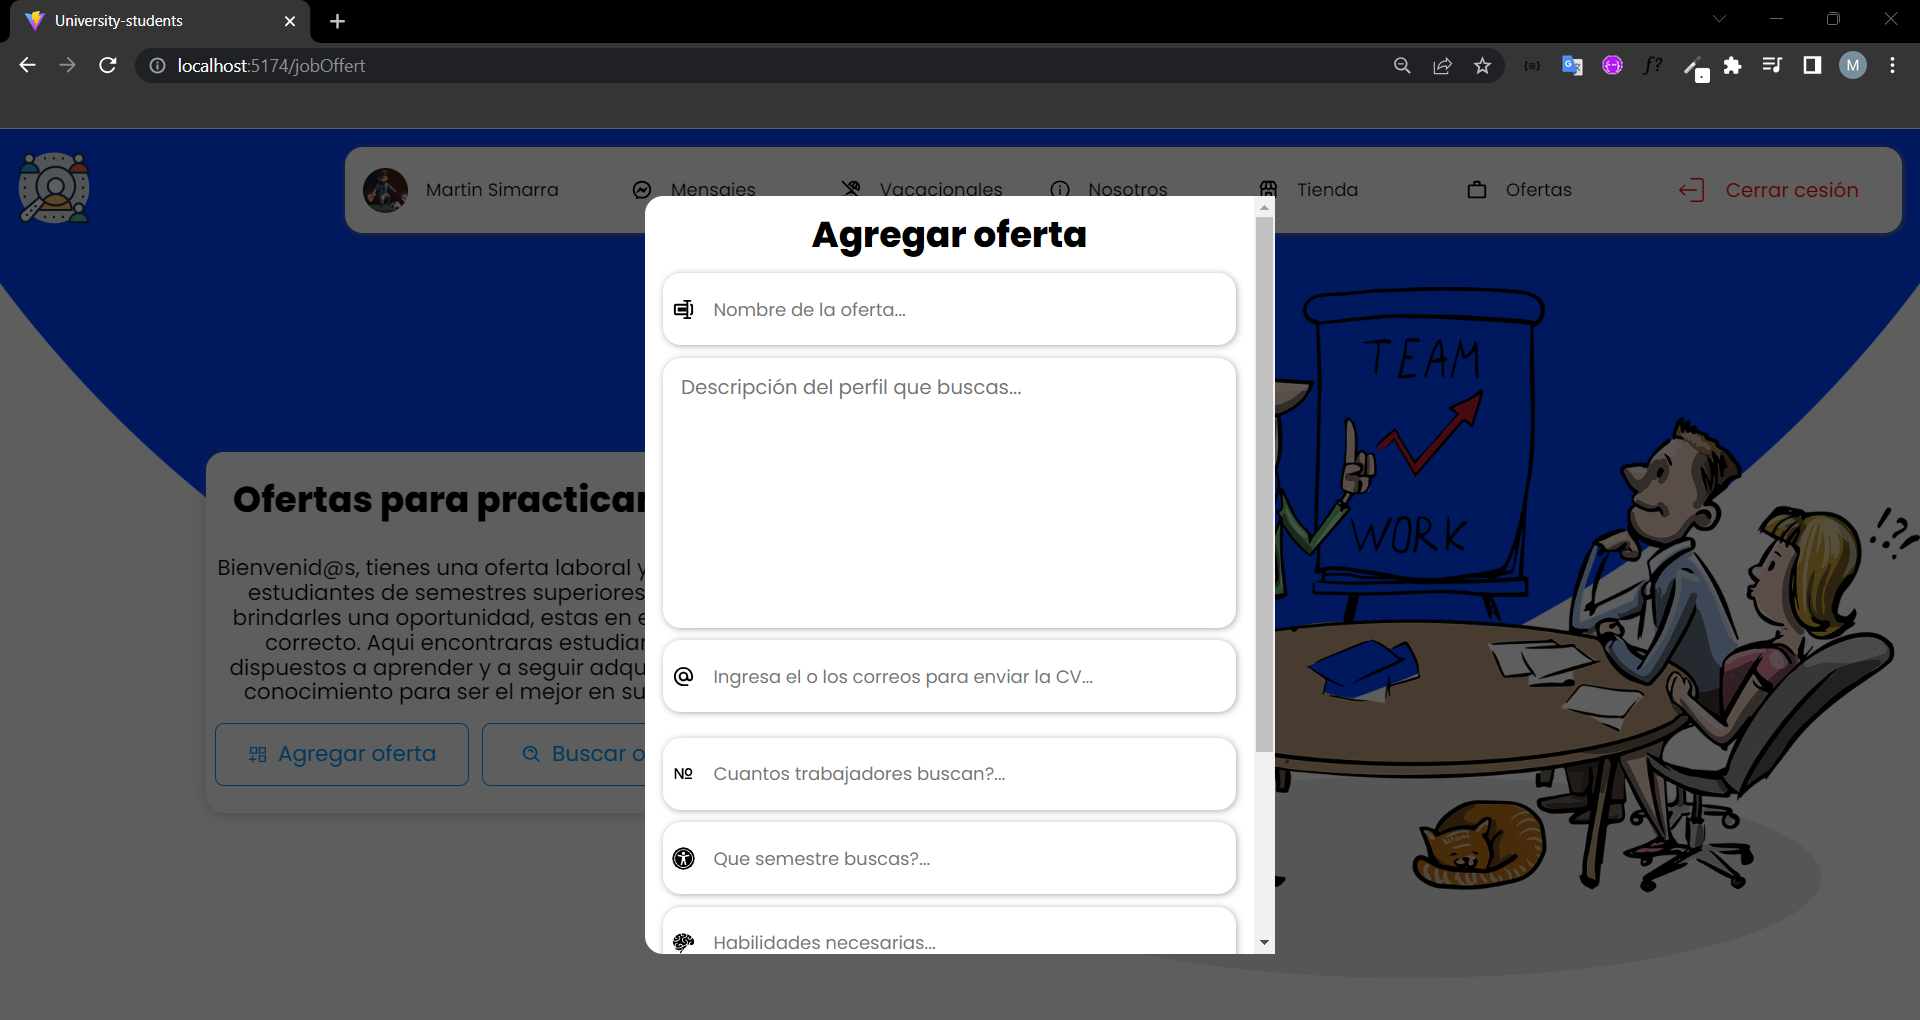 University-students
localhost:5174/jobOffert
M
Martin Simarra
Mensajes
Vacacionales
Nosotros
Tienda
Ofertas
Cerrar cesión
Agregar oferta
Nombre de la oferta...
Descripción del perfil que buscas...
Ingresa el o los correos para enviar la CV...
Nº
Cuantos trabajadores buscan?...
Que semestre buscas?...
Habilidades necesarias...
Ofertas para practicar
Bienvenid@s, tienes una oferta laboral y
estudiantes de semestres superiores
brindarles una oportunidad, estas en e
correcto. Aqui encontraras estudiar
dispuestos a aprender y a seguir adqu
conocimiento para ser el mejor en su
Agregar oferta
Buscar o
TEAM
WORK
!?